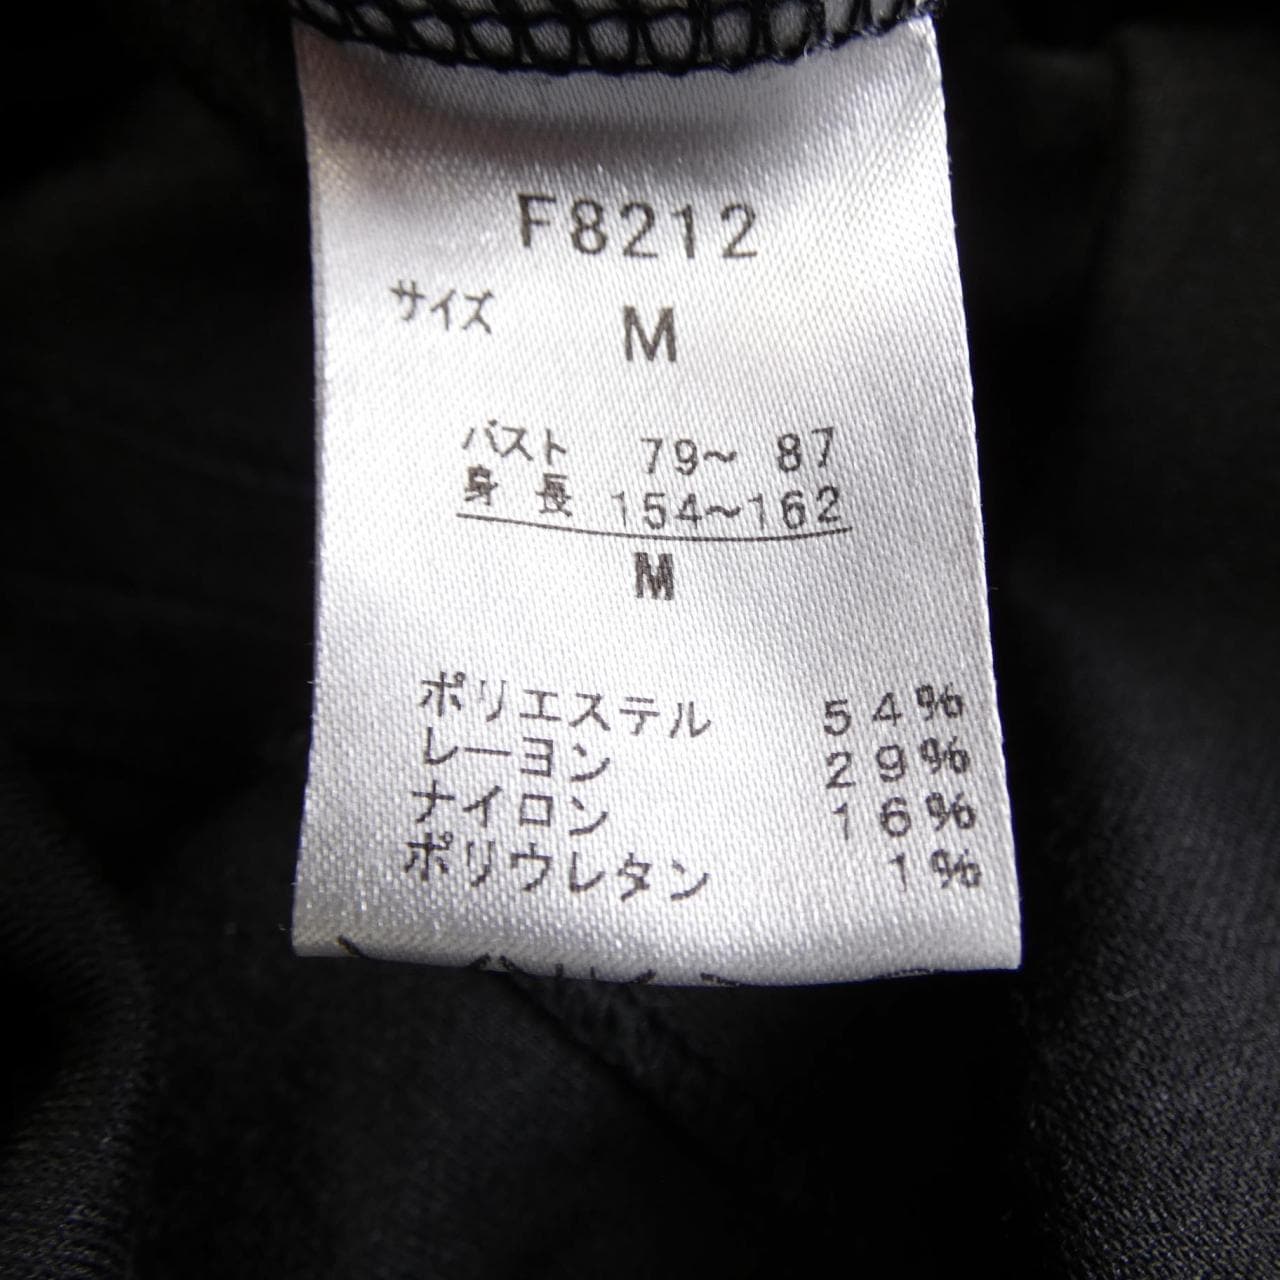 F8212
サイズ M
バスト 79～ 87
身 長 154～162
M
ポリエステル 54%
レーヨン 29%
ナイロン 16%
ポリウレタン 1%